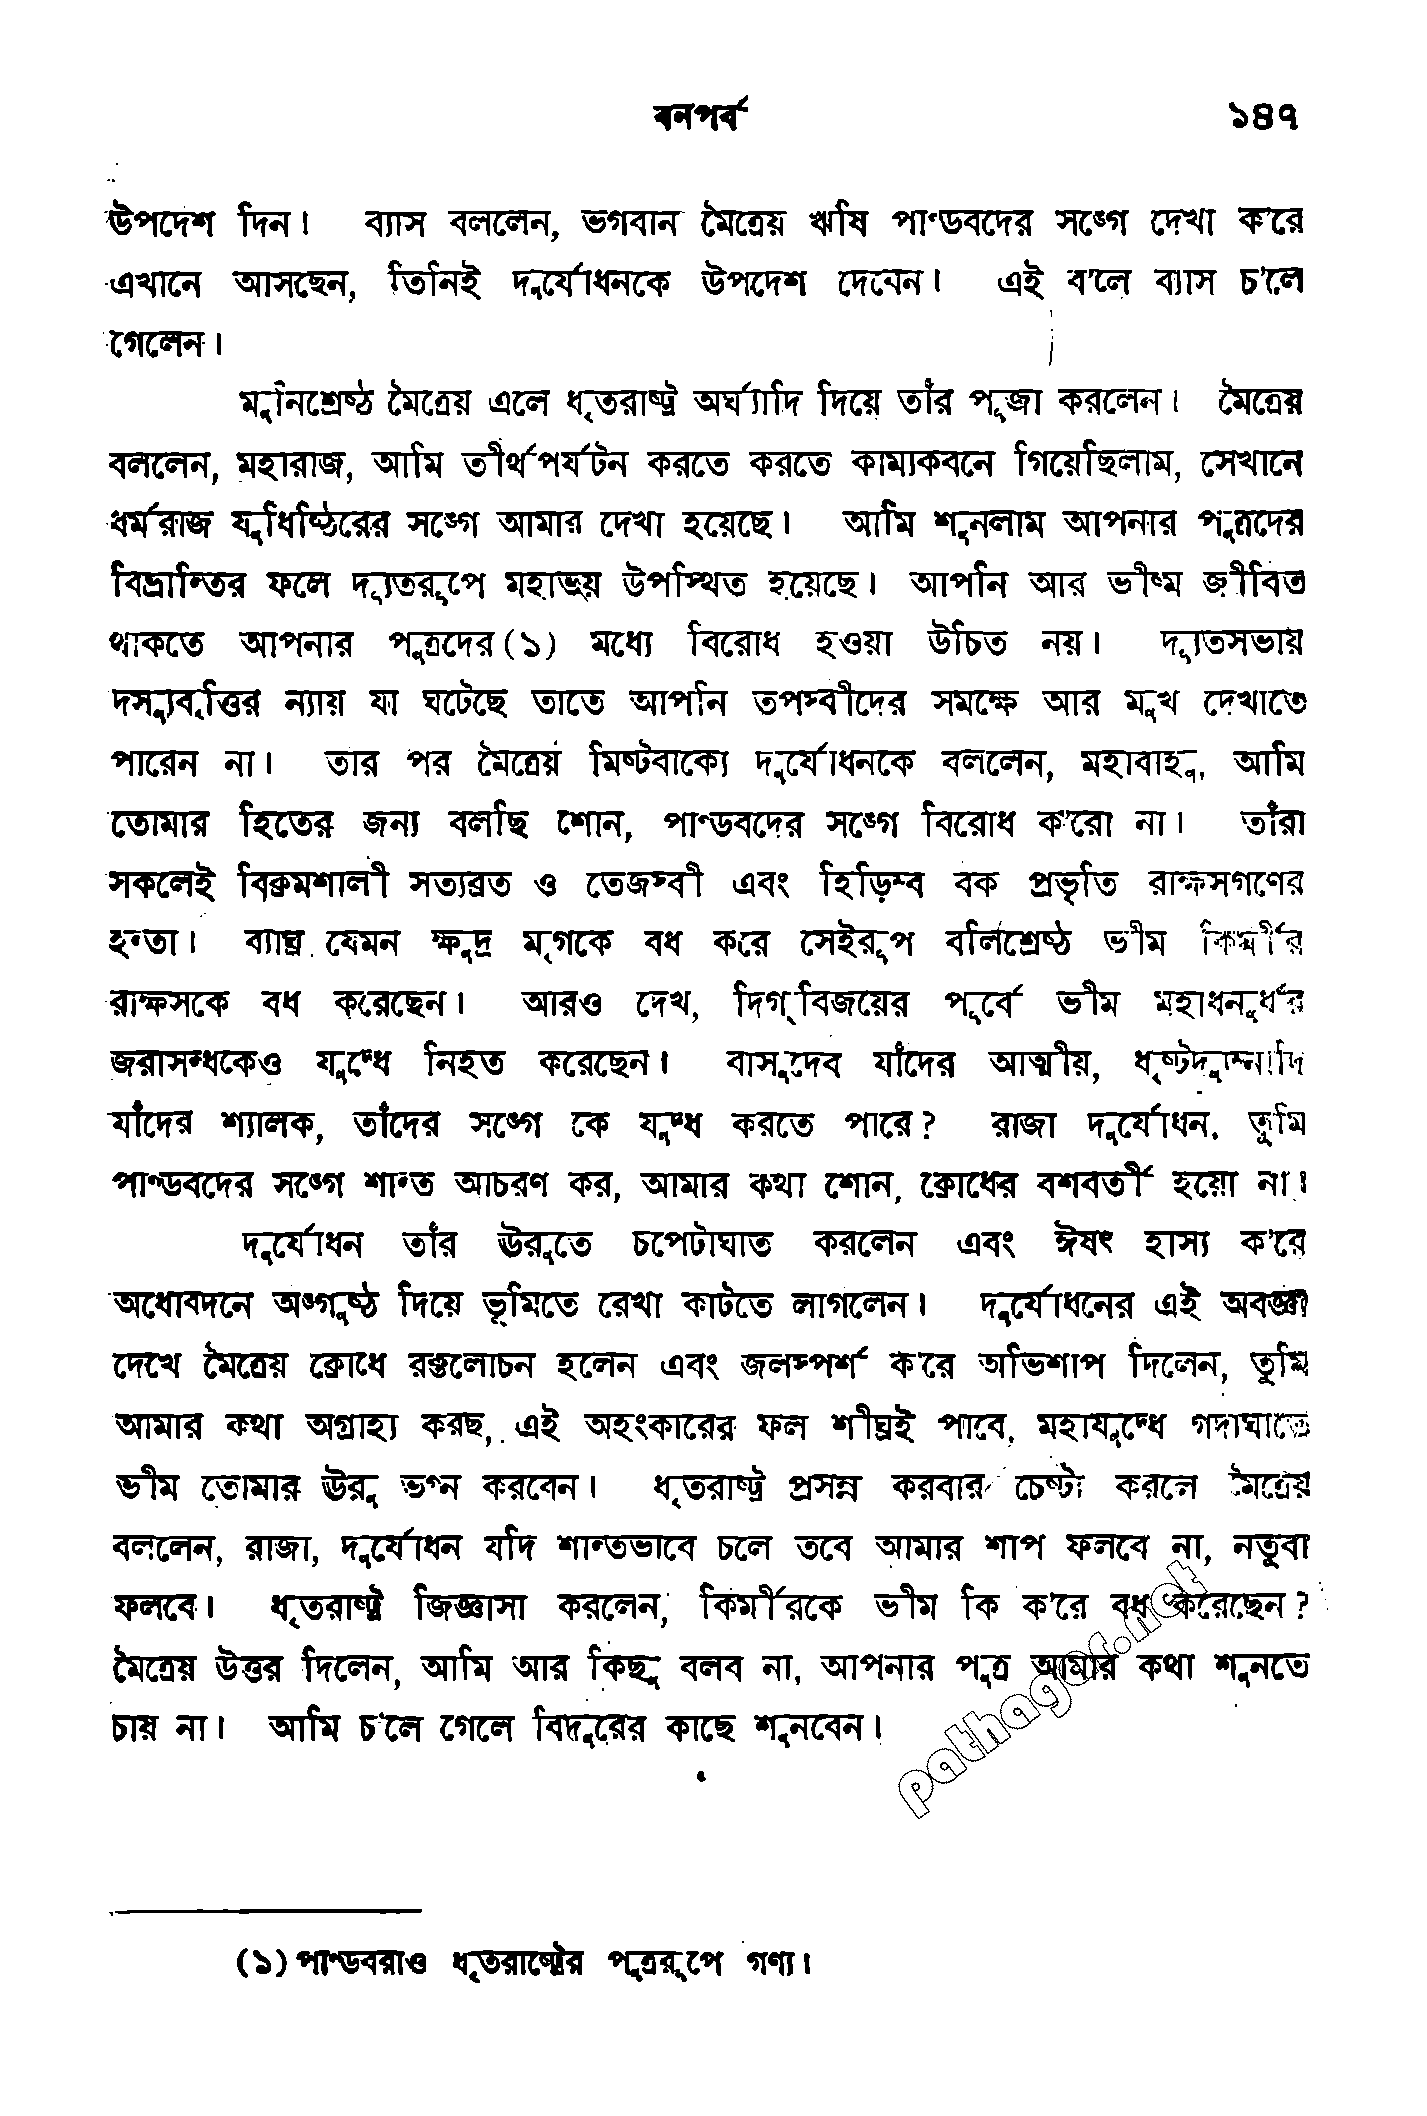 বনপর্ব ১৪৭
উপদেশ দিন। ব্যাস বললেন, ভগবান মৈত্রেয় ঋষি পাণ্ডবদের সঙ্গে দেখা ক'রে
এখানে আসছেন, তিনিই দুর্যোধনকে উপদেশ দেবেন। এই ব'লে ব্যাস চ'লে
গেলেন।
মুনিশ্রেষ্ঠ মৈত্রেয় এলে ধৃতরাষ্ট্র অর্ঘ্যাদি দিয়ে তাঁর পূজা করলেন। মৈত্রেয়
বললেন, মহারাজ, আমি তীর্থপর্যটন করতে করতে কাম্যকবনে গিয়েছিলাম, সেখানে
ধর্মরাজ যুধিষ্ঠিরের সঙ্গে আমার দেখা হয়েছে। আমি শুনলাম আপনার পুত্রদের
বিভ্রান্তির ফলে দ্যূতরূপে মহাভয় উপস্থিত হয়েছে। আপনি আর ভীষ্ম জীবিত
থাকতে আপনার পুত্রদের(১) মধ্যে বিরোধ হওয়া উচিত নয়। দ্যূতসভায়
দস্যুবৃত্তির ন্যায় যা ঘটেছে তাতে আপনি তপস্বীদের সমক্ষে আর মুখ দেখাতে
পারেন না। তার পর মৈত্রেয় মিষ্টবাক্যে দুর্যোধনকে বললেন, মহাবাহু, আমি
তোমার হিতের জন্য বলছি শোন, পাণ্ডবদের সঙ্গে বিরোধ ক'রো না। তাঁরা
সকলেই বিক্রমশালী সত্যব্রত ও তেজস্বী এবং হিড়িম্ব বক প্রভৃতি রাক্ষসগণের
হন্তা। ব্যাঘ্র যেমন ক্ষুদ্র মৃগকে বধ করে সেইরূপ বলিশ্রেষ্ঠ ভীম কির্মীর
রাক্ষসকে বধ করেছেন। আরও দেখ, দিগ্‌বিজয়ের পূর্বে ভীম মহাধনুর্ধর
জরাসন্ধকেও যুদ্ধে নিহত করেছেন। বাসুদেব যাঁদের আত্মীয়, ধৃষ্টদ্যুম্নাদি
যাঁদের শ্যালক, তাঁদের সঙ্গে কে যুদ্ধ করতে পারে? রাজা দুর্যোধন, তুমি
পাণ্ডবদের সঙ্গে শান্ত আচরণ কর, আমার কথা শোন, ক্রোধের বশবর্তী হয়ো না।
দুর্যোধন তাঁর ঊরুতে চপেটাঘাত করলেন এবং ঈষৎ হাস্য ক'রে
অধোবদনে অঙ্গুষ্ঠ দিয়ে ভূমিতে রেখা কাটতে লাগলেন। দুর্যোধনের এই অবজ্ঞা
দেখে মৈত্রেয় ক্রোধে রক্তলোচন হলেন এবং জলস্পর্শ ক'রে অভিশাপ দিলেন, তুমি
আমার কথা অগ্রাহ্য করছ, এই অহংকারের ফল শীঘ্রই পাবে, মহাযুদ্ধে গদাঘাতে
ভীম তোমার ঊরু ভগ্ন করবেন। ধৃতরাষ্ট্র প্রসন্ন করবার চেষ্টা করলে মৈত্রেয়
বললেন, রাজা, দুর্যোধন যদি শান্তভাবে চলে তবে আমার শাপ ফলবে না, নতুবা
ফলবে। ধৃতরাষ্ট্র জিজ্ঞাসা করলেন, কির্মীরকে ভীম কি ক'রে বধ করেছেন?
মৈত্রেয় উত্তর দিলেন, আমি আর কিছু বলব না, আপনার পুত্র আমার কথা শুনতে
চায় না। আমি চ'লে গেলে বিদুরের কাছে শুনবেন।
pathagar.net
(১) পাণ্ডবরাও ধৃতরাষ্ট্রের পুত্ররূপে গণ্য।